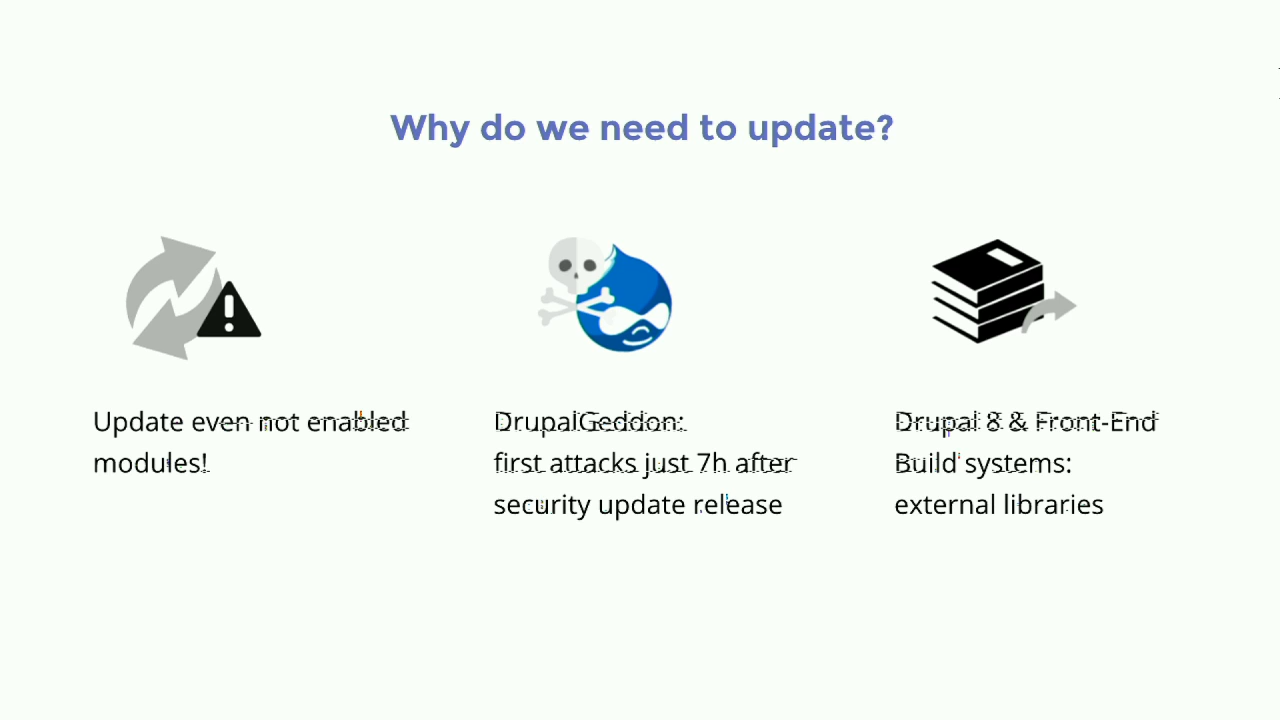 Why do we need to update?
Update even not enabled
modules!
DrupalGeddon:
first attacks just 7h after
security update release
Drupal 8 & Front-End
Build systems:
external libraries